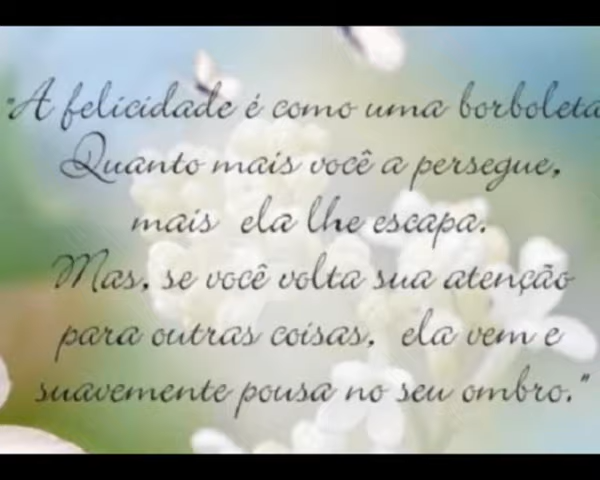 "A felicidade é como uma borboleta
Quanto mais você a persegue,
mais ela lhe escapa.
Mas, se você volta sua atenção
para outras coisas, ela vem e
suavemente pousa no seu ombro."